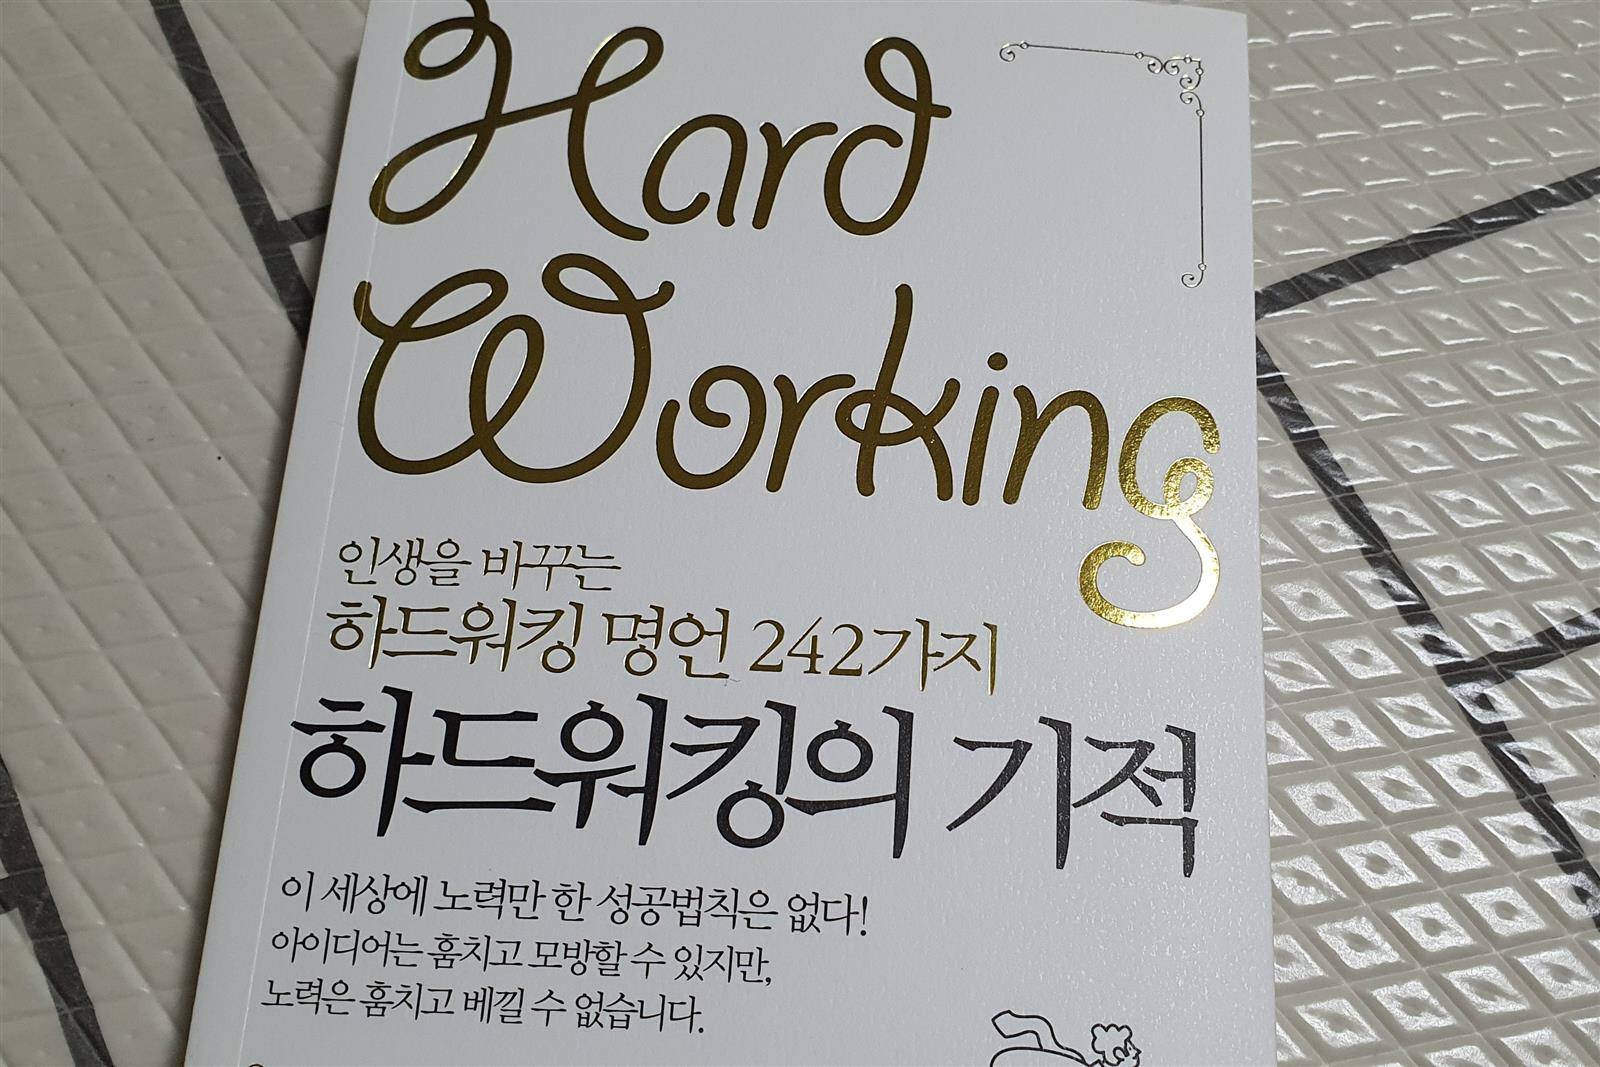 Hard
Working
인생을 바꾸는
하드워킹 명언 242가지
하드워킹의 기적
이 세상에 노력만 한 성공법칙은 없다!
아이디어는 훔치고 모방할 수 있지만,
노력은 훔치고 베낄 수 없습니다.